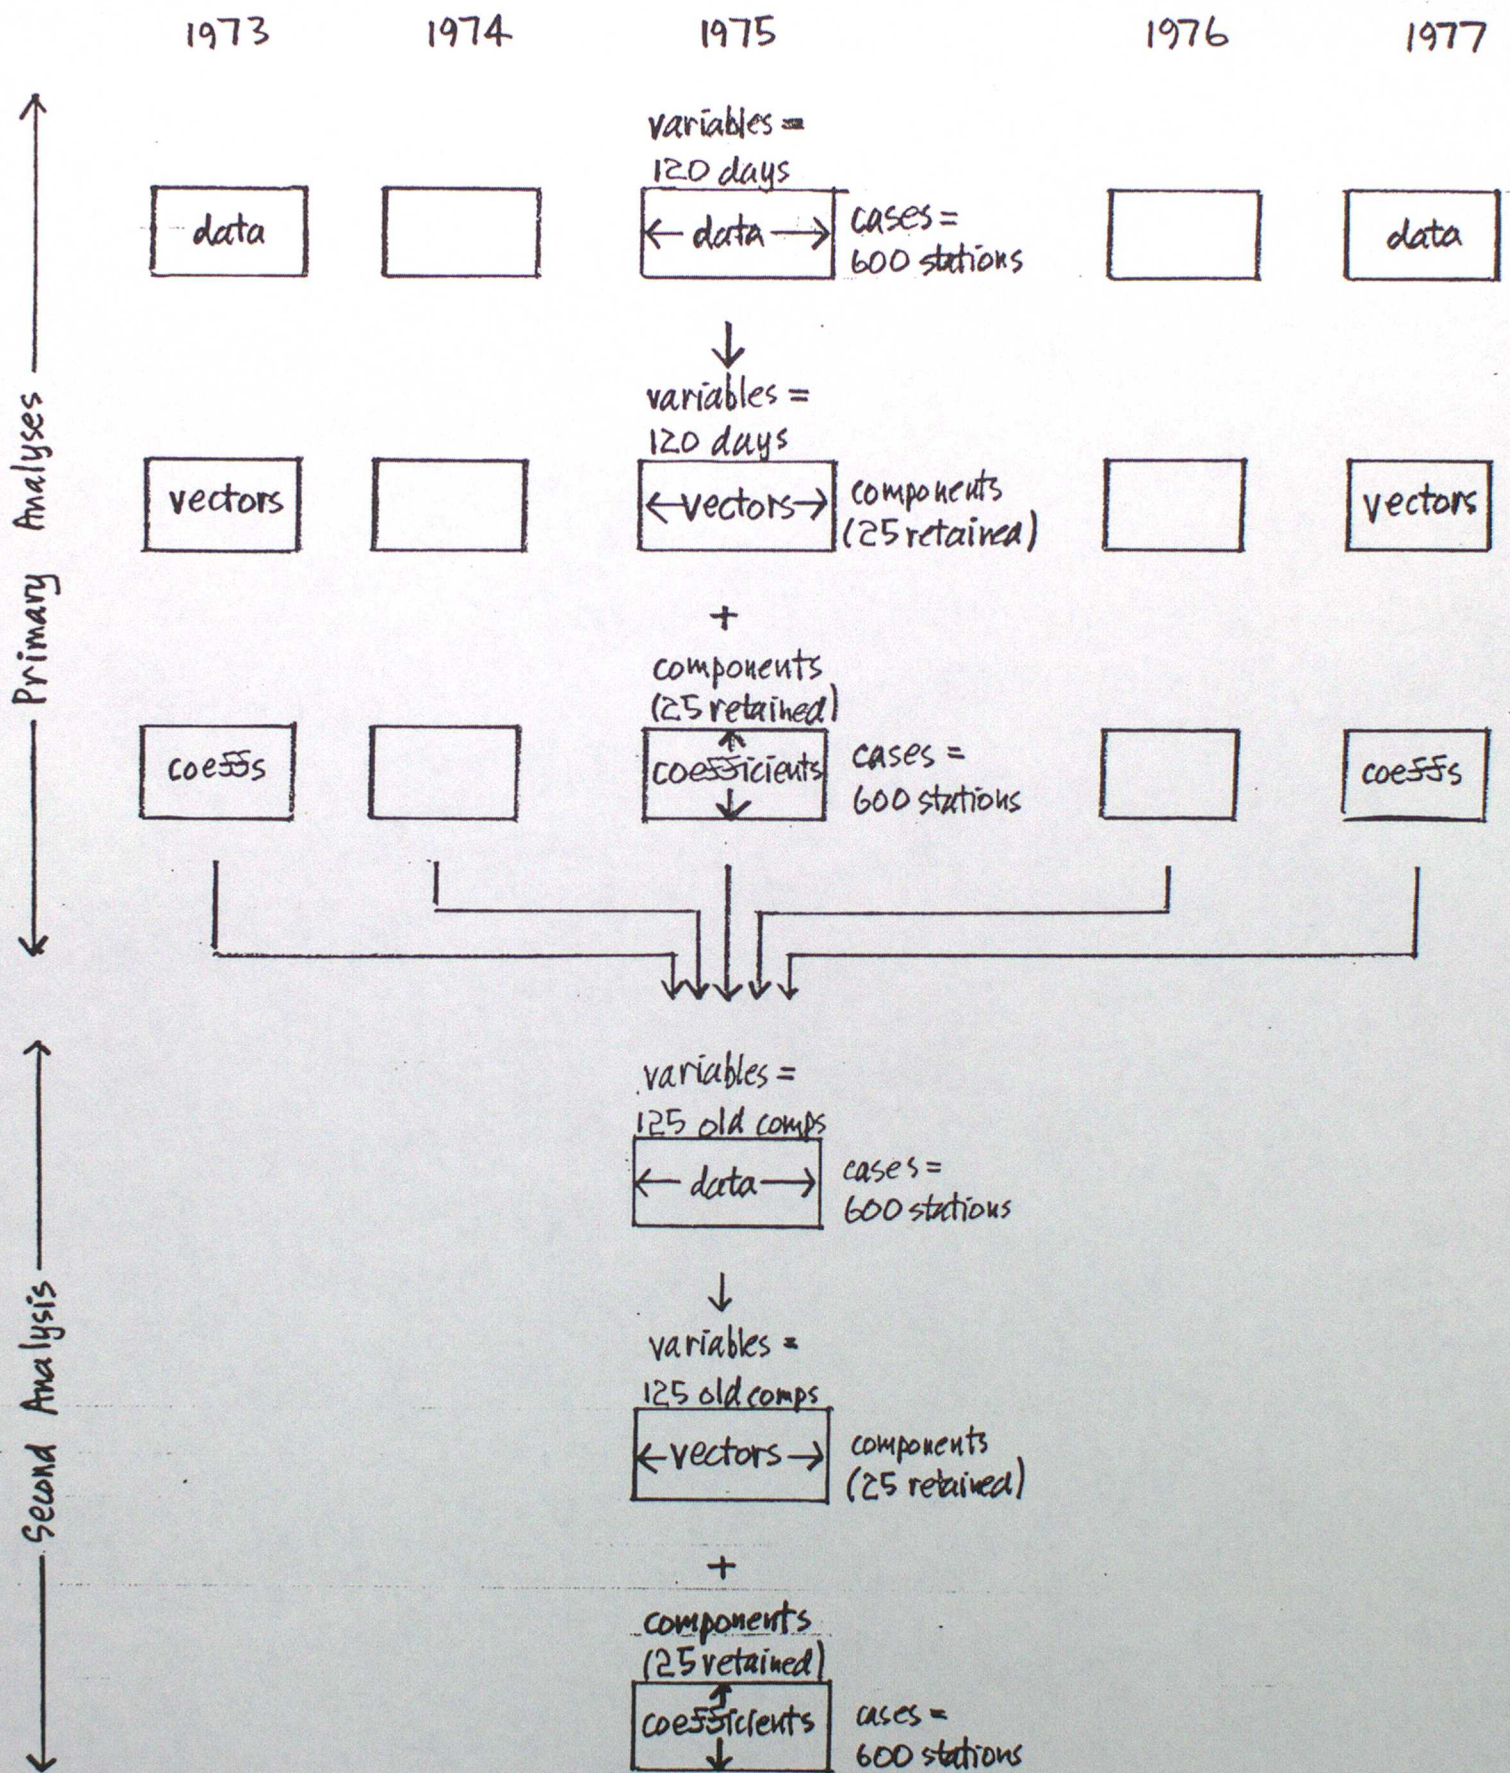 1973 1974 1975 1976 1977
variables =
120 days
data ← data → cases = data
600 stations
↓
variables =
120 days
vectors ← vectors → components vectors
(25 retained)
+
components
(25 retained)
coeffs coefficients cases = coeffs
600 stations
Primary Analyses
variables =
125 old comps
← data → cases =
600 stations
↓
variables =
125 old comps
← vectors → components
(25 retained)
+
components
(25 retained)
coefficients cases =
600 stations
Second Analysis